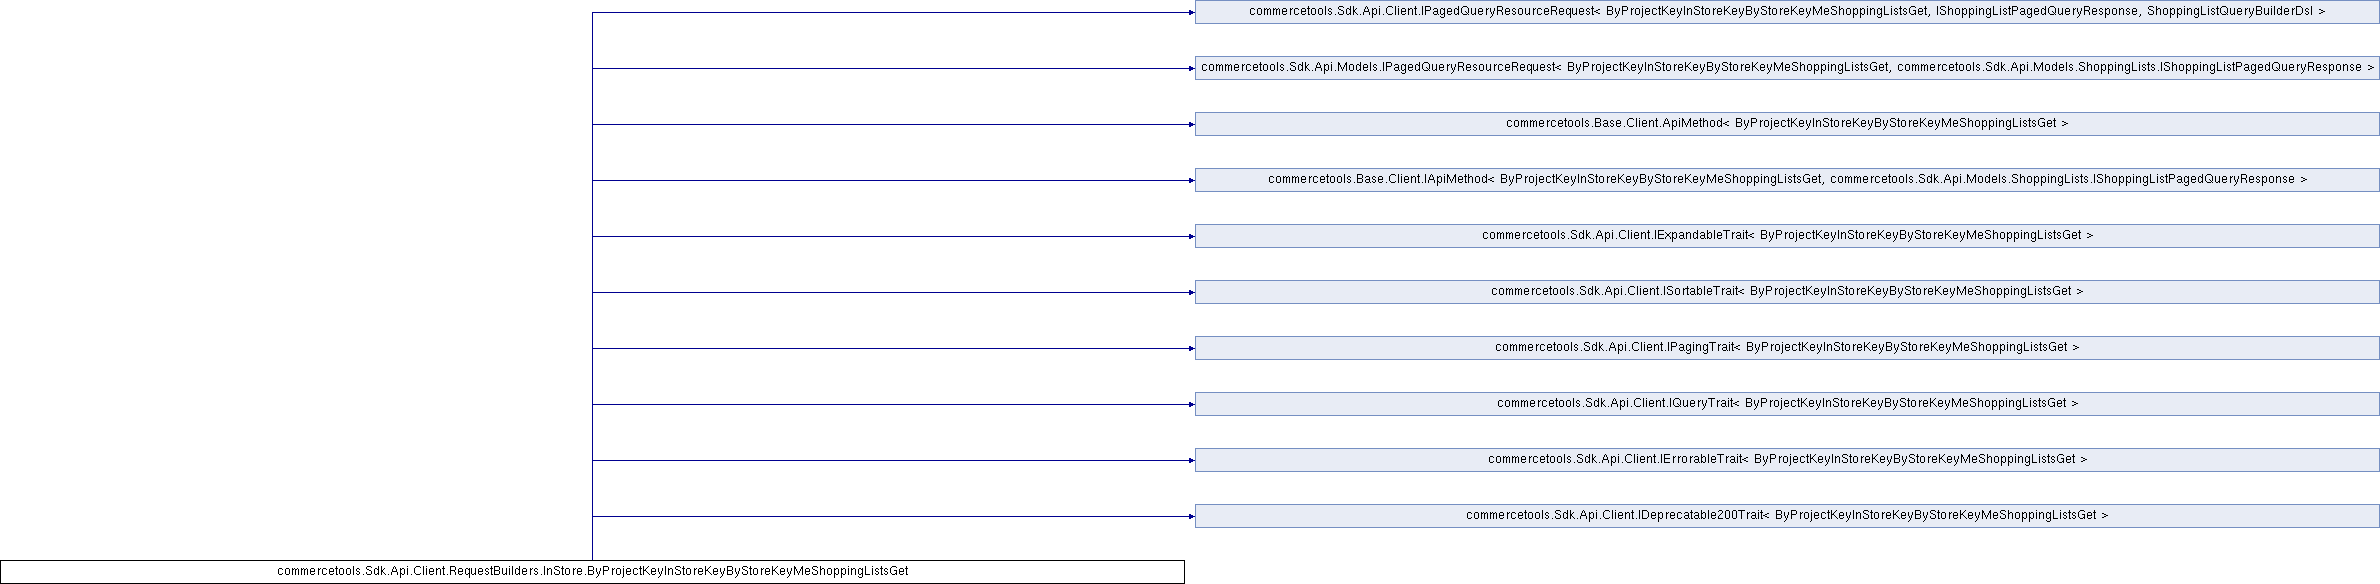 commercetools.Sdk.Api.Client.IPagedQueryResourceRequest< ByProjectKeyInStoreKeyByStoreKeyMeShoppingListsGet, IShoppingListPagedQueryResponse, ShoppingListQueryBuilderDsl >
commercetools.Sdk.Api.Models.IPagedQueryResourceRequest< ByProjectKeyInStoreKeyByStoreKeyMeShoppingListsGet, commercetools.Sdk.Api.Models.ShoppingLists.IShoppingListPagedQueryResponse >
commercetools.Base.Client.ApiMethod< ByProjectKeyInStoreKeyByStoreKeyMeShoppingListsGet >
commercetools.Base.Client.IApiMethod< ByProjectKeyInStoreKeyByStoreKeyMeShoppingListsGet, commercetools.Sdk.Api.Models.ShoppingLists.IShoppingListPagedQueryResponse >
commercetools.Sdk.Api.Client.IExpandableTrait< ByProjectKeyInStoreKeyByStoreKeyMeShoppingListsGet >
commercetools.Sdk.Api.Client.ISortableTrait< ByProjectKeyInStoreKeyByStoreKeyMeShoppingListsGet >
commercetools.Sdk.Api.Client.IPagingTrait< ByProjectKeyInStoreKeyByStoreKeyMeShoppingListsGet >
commercetools.Sdk.Api.Client.IQueryTrait< ByProjectKeyInStoreKeyByStoreKeyMeShoppingListsGet >
commercetools.Sdk.Api.Client.IErrorableTrait< ByProjectKeyInStoreKeyByStoreKeyMeShoppingListsGet >
commercetools.Sdk.Api.Client.IDeprecatable200Trait< ByProjectKeyInStoreKeyByStoreKeyMeShoppingListsGet >
commercetools.Sdk.Api.Client.RequestBuilders.InStore.ByProjectKeyInStoreKeyByStoreKeyMeShoppingListsGet